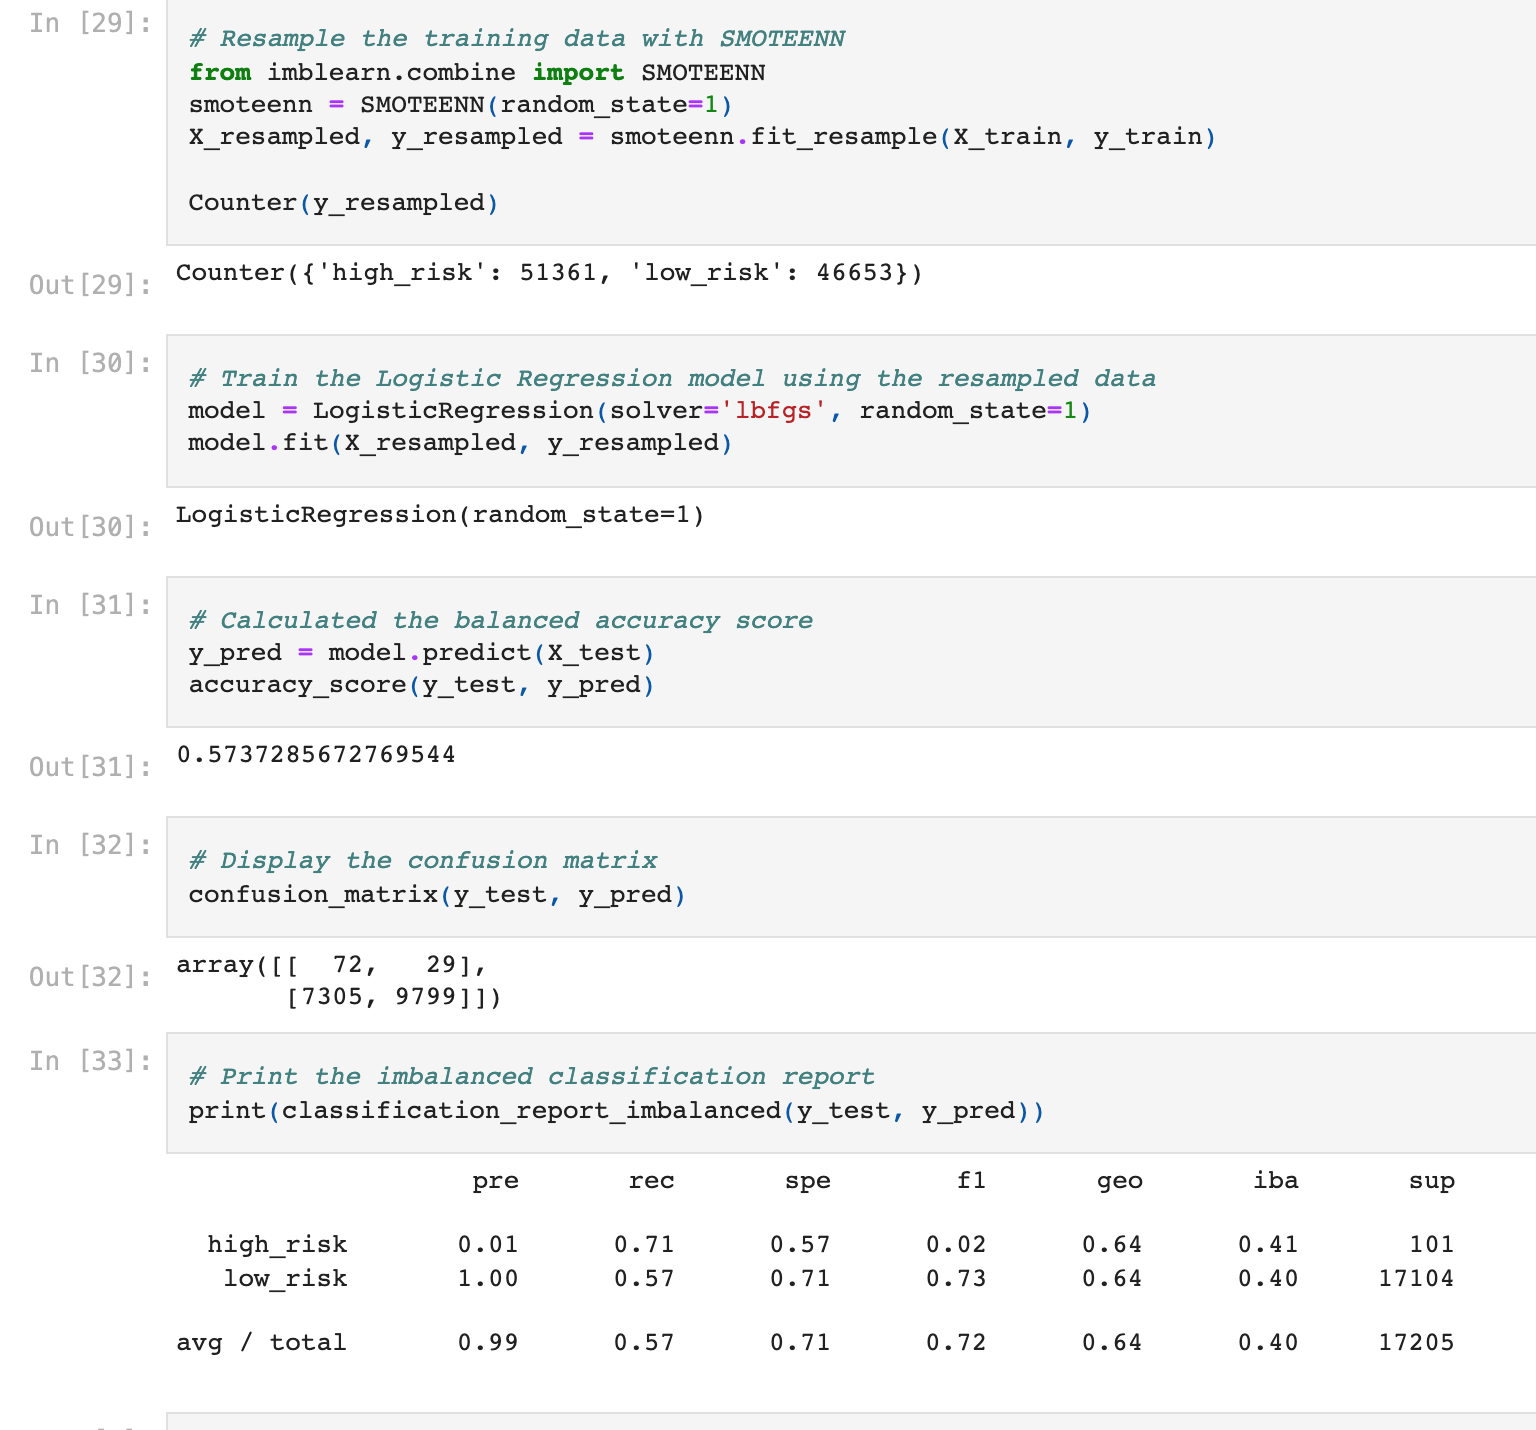 In [29]:
# Resample the training data with SMOTEENN
from imblearn.combine import SMOTEENN
smoteenn = SMOTEENN(random_state=1)
X_resampled, y_resampled = smoteenn.fit_resample(X_train, y_train)
Counter(y_resampled)
Out[29]:
Counter({'high_risk': 51361, 'low_risk': 46653})
In [30]:
# Train the Logistic Regression model using the resampled data
model = LogisticRegression(solver='lbfgs', random_state=1)
model.fit(X_resampled, y_resampled)
Out[30]:
LogisticRegression(random_state=1)
In [31]:
# Calculated the balanced accuracy score
y_pred = model.predict(X_test)
accuracy_score(y_test, y_pred)
Out[31]:
0.5737285672769544
In [32]:
# Display the confusion matrix
confusion_matrix(y_test, y_pred)
Out[32]:
array([[  72,   29],
       [7305, 9799]])
In [33]:
# Print the imbalanced classification report
print(classification_report_imbalanced(y_test, y_pred))
pre rec spe f1 geo iba sup
high_risk 0.01 0.71 0.57 0.02 0.64 0.41 101
low_risk 1.00 0.57 0.71 0.73 0.64 0.40 17104
avg / total 0.99 0.57 0.71 0.72 0.64 0.40 17205